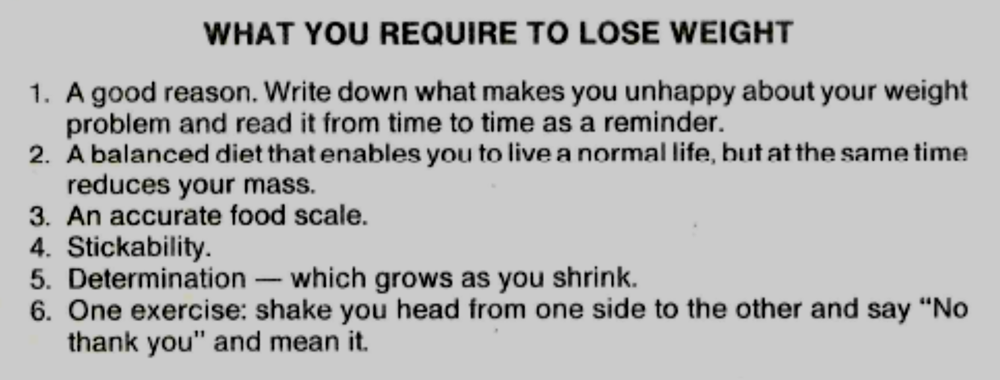 WHAT YOU REQUIRE TO LOSE WEIGHT
1. A good reason. Write down what makes you unhappy about your weight
problem and read it from time to time as a reminder.
2. A balanced diet that enables you to live a normal life, but at the same time
reduces your mass.
3. An accurate food scale.
4. Stickability.
5. Determination — which grows as you shrink.
6. One exercise: shake you head from one side to the other and say “No
thank you” and mean it.